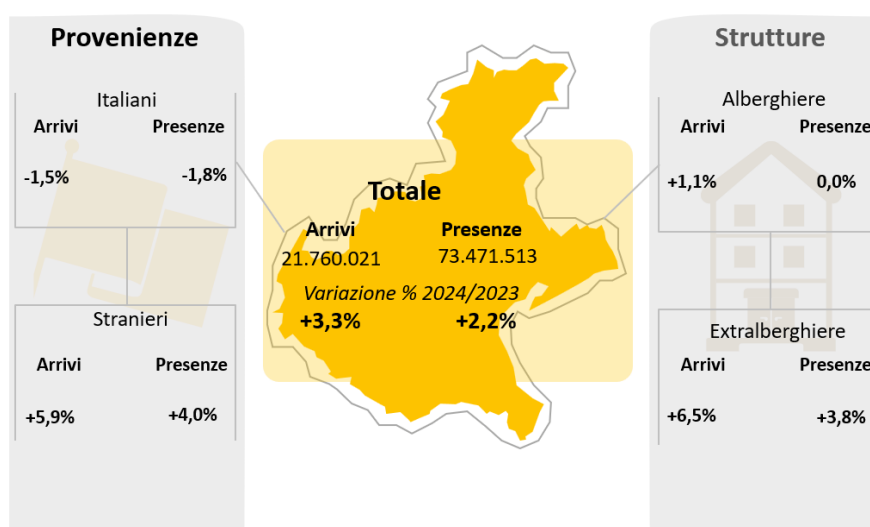 Provenienze
Italiani
Arrivi Presenze
-1,5% -1,8%
Stranieri
Arrivi Presenze
+5,9% +4,0%
Totale
Arrivi Presenze
21.760.021 73.471.513
Variazione % 2024/2023
+3,3% +2,2%
Strutture
Alberghiere
Arrivi Presenze
+1,1% 0,0%
Extralberghiere
Arrivi Presenze
+6,5% +3,8%